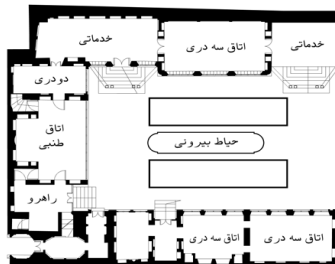 خدماتی
اتاق سه دری
خدماتی
دودری
اتاق
طنبی
حیاط بیرونی
راهرو
اتاق سه دری
اتاق سه دری